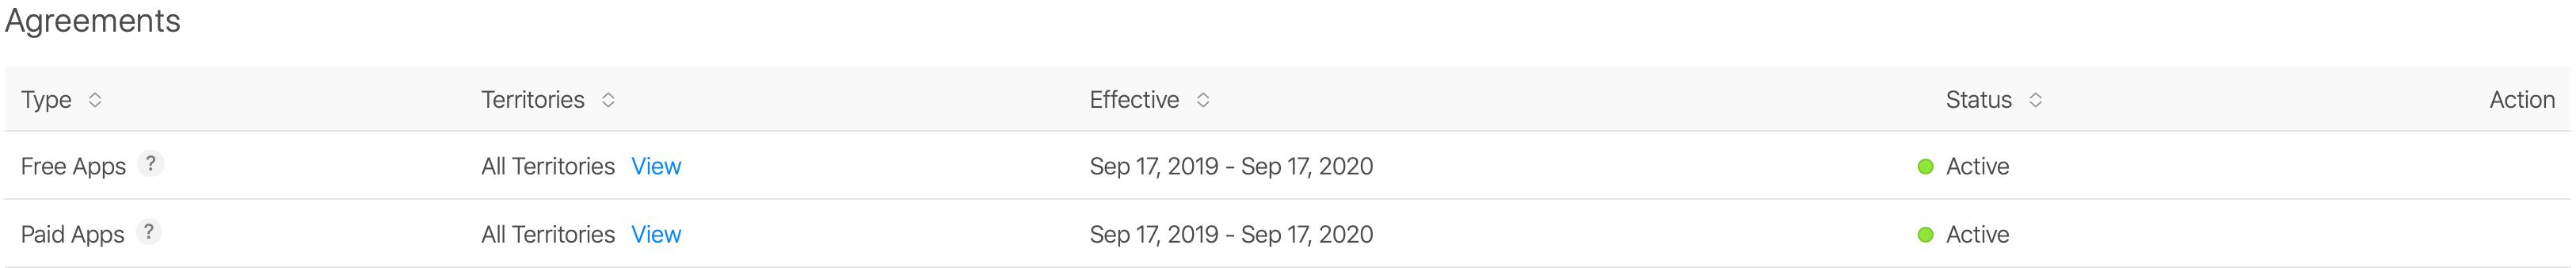 Agreements
Type Territories Effective Status Action
Free Apps ? All Territories View Sep 17, 2019 - Sep 17, 2020 Active
Paid Apps ? All Territories View Sep 17, 2019 - Sep 17, 2020 Active